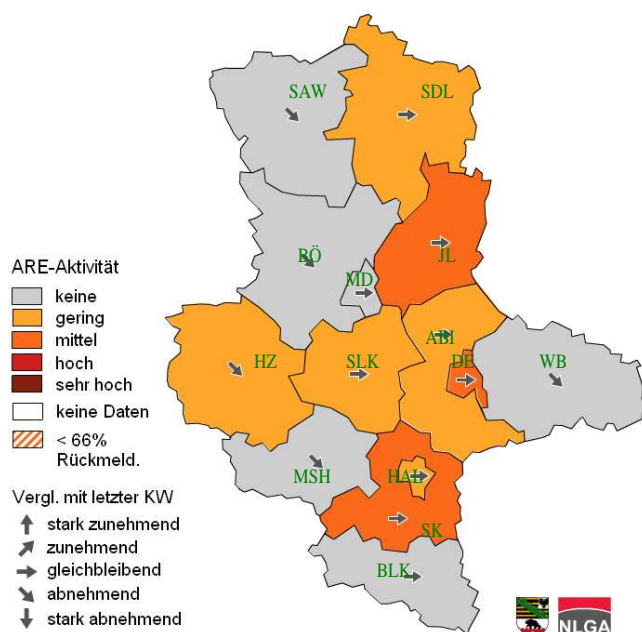 SAW
SDL
BÖ
MD
JL
ARE-Aktivität
keine
gering
mittel
hoch
sehr hoch
keine Daten
< 66%
Rückmeld.
HZ
SLK
ABI
DE
WB
MSH
HAL
SK
BLK
Vergl. mit letzter KW
stark zunehmend
zunehmend
gleichbleibend
abnehmend
stark abnehmend
NLGA